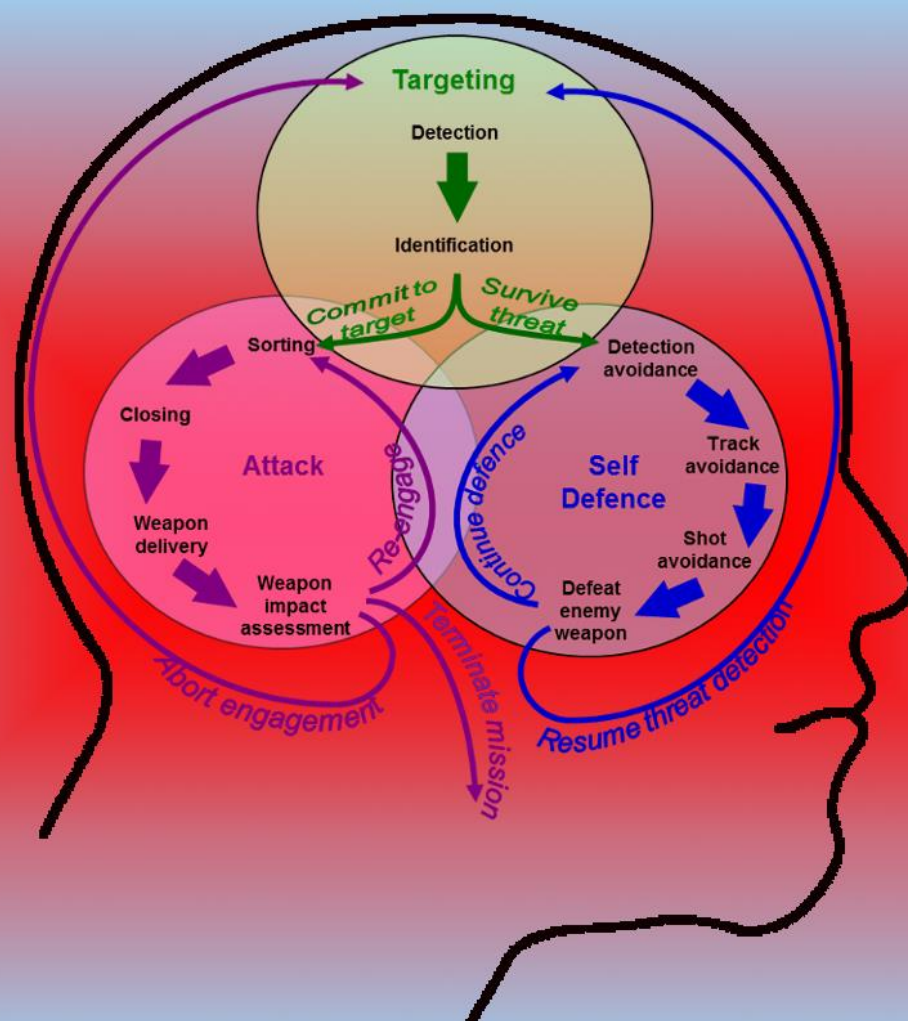 Targeting
Detection
Identification
Commit to
target
Survive
threat
Sorting
Closing
Attack
Weapon
delivery
Weapon
impact
assessment
Re-engage
Abort engagement
Terminate mission
Detection
avoidance
Track
avoidance
Self
Defence
Shot
avoidance
Defeat
enemy
weapon
Continue defence
Resume threat detection